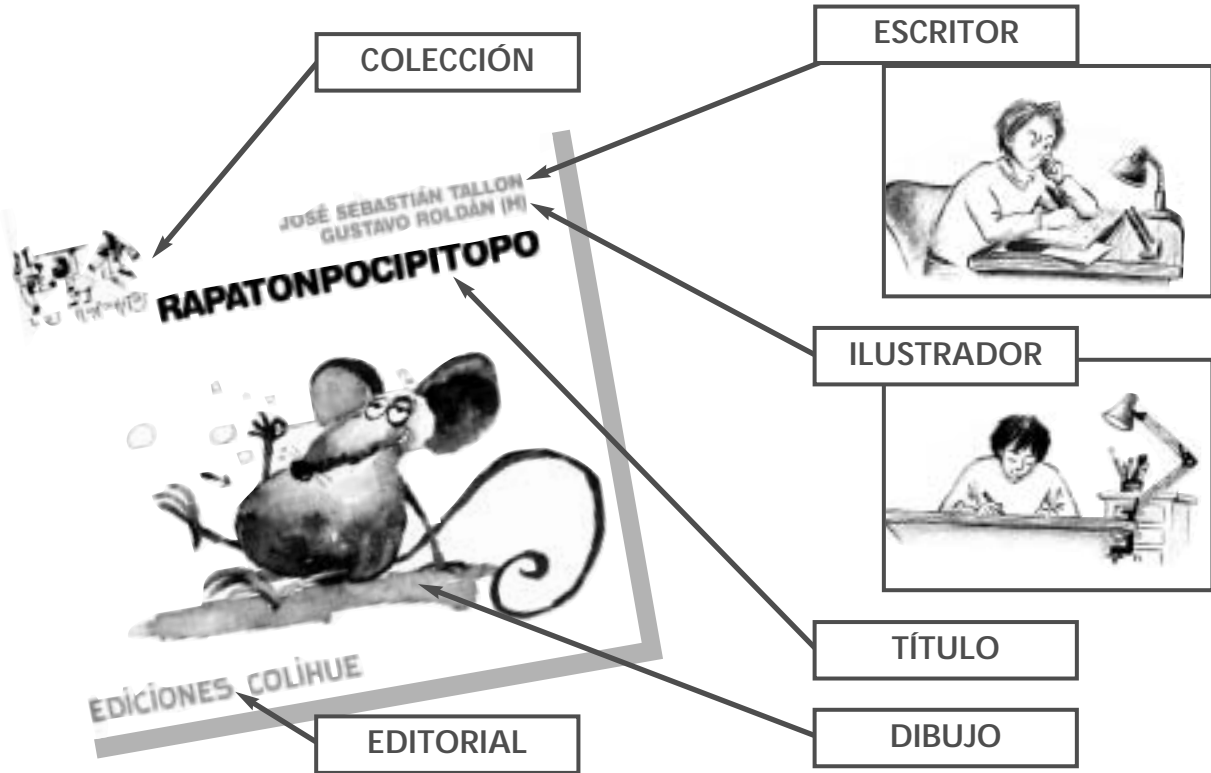 COLECCIÓN
ESCRITOR
JOSÉ SEBASTIÁN TALLON
GUSTAVO ROLDÁN (H)
RAPATONPOCIPITOPO
ILUSTRADOR
TÍTULO
EDICIONES COLIHUE
EDITORIAL
DIBUJO